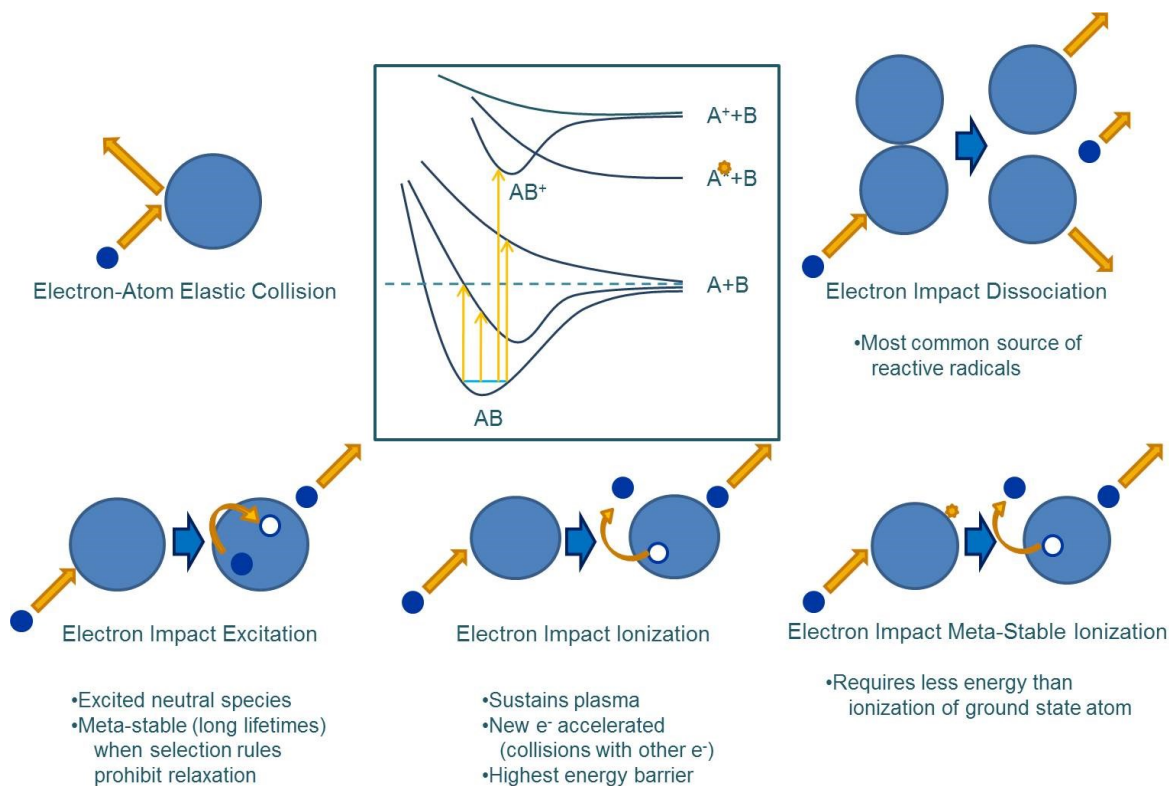 A⁺+B
A*+B
AB⁺
A+B
AB
Electron-Atom Elastic Collision
Electron Impact Dissociation
•Most common source of
reactive radicals
Electron Impact Excitation
•Excited neutral species
•Meta-stable (long lifetimes)
when selection rules
prohibit relaxation
Electron Impact Ionization
•Sustains plasma
•New e⁻ accelerated
(collisions with other e⁻)
•Highest energy barrier
Electron Impact Meta-Stable Ionization
•Requires less energy than
ionization of ground state atom